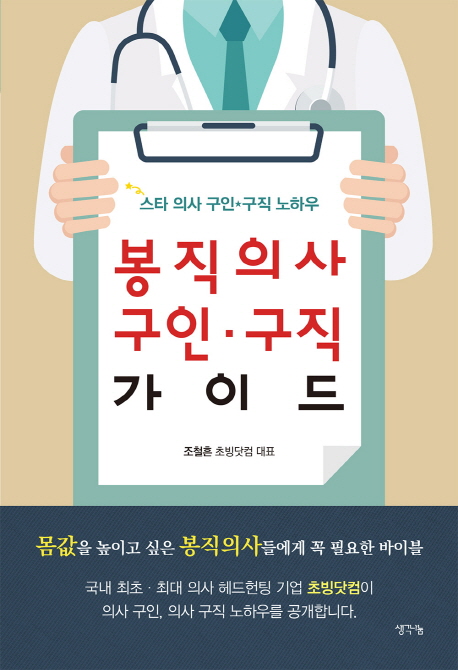 스타 의사 구인★구직 노하우
봉직의사
구인·구직
가이드
조철흔 초빙닷컴 대표
몸값을 높이고 싶은 봉직의사들에게 꼭 필요한 바이블
국내 최초·최대 의사 헤드헌팅 기업 초빙닷컴이
의사 구인, 의사 구직 노하우를 공개합니다.
생각나눔